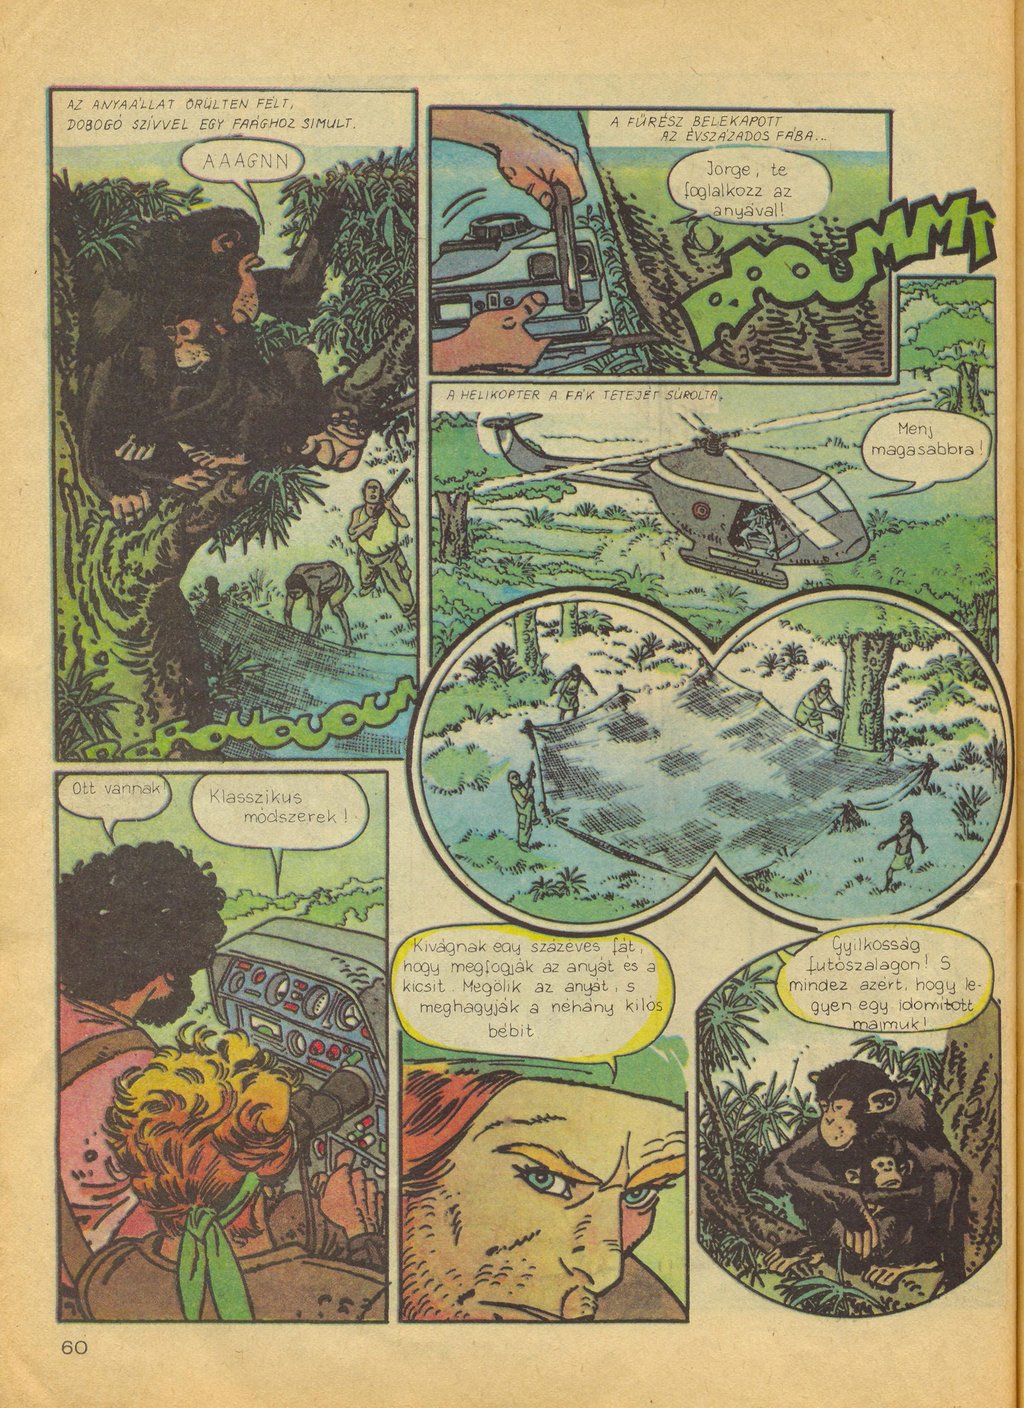 AZ ANYAÁLLAT ŐRÜLTEN FÉLT,
DOBOGÓ SZÍVVEL EGY FAÁGHOZ SIMULT.
AAAGNN
A FŰRÉSZ BELEKAPOTT
AZ ÉVSZÁZADOS FÁBA...
Jorge, te
foglalkozz az
anyával!
A HELIKOPTER A FÁK TETEJÉT SÚROLTA.
Menj
magasabbra!
Ott vannak!
Klasszikus
módszerek!
Kivágnak egy százéves fát,
hogy megfogják az anyát és a
kicsit. Megölik az anyát, s
meghagyják a néhány kilós
bébit
Gyilkosság
futószalagon! S
mindez azért, hogy le-
gyen egy idomított
majmuk!
60